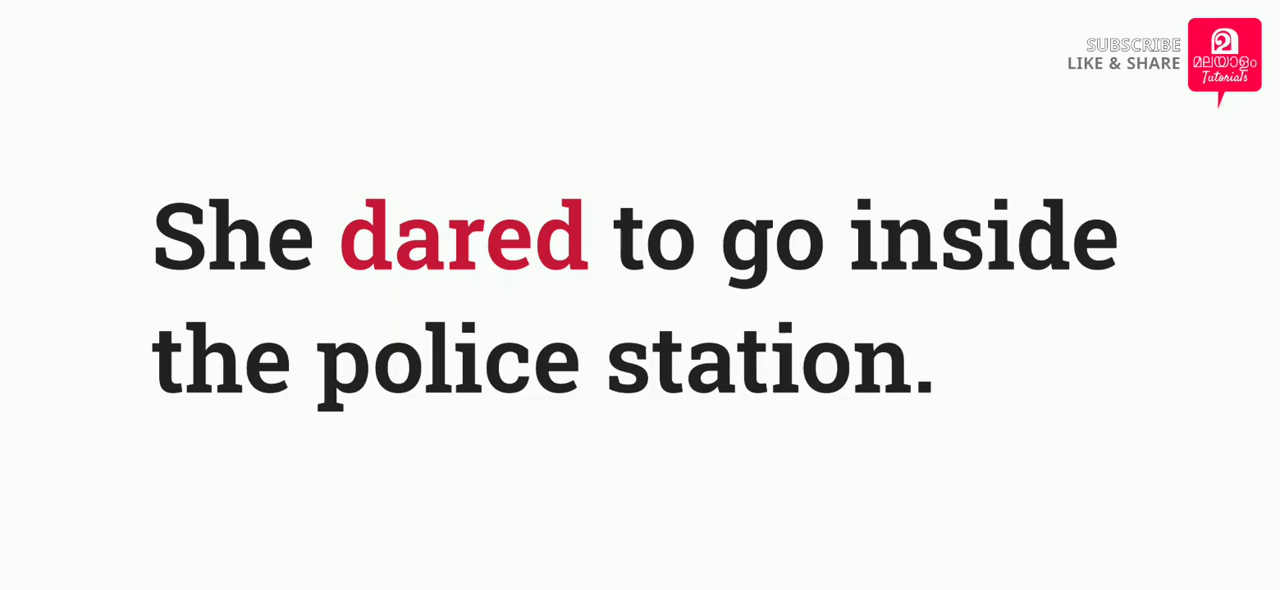 SUBSCRIBE
LIKE & SHARE
മലയാളം
Tutorials
She dared to go inside
the police station.